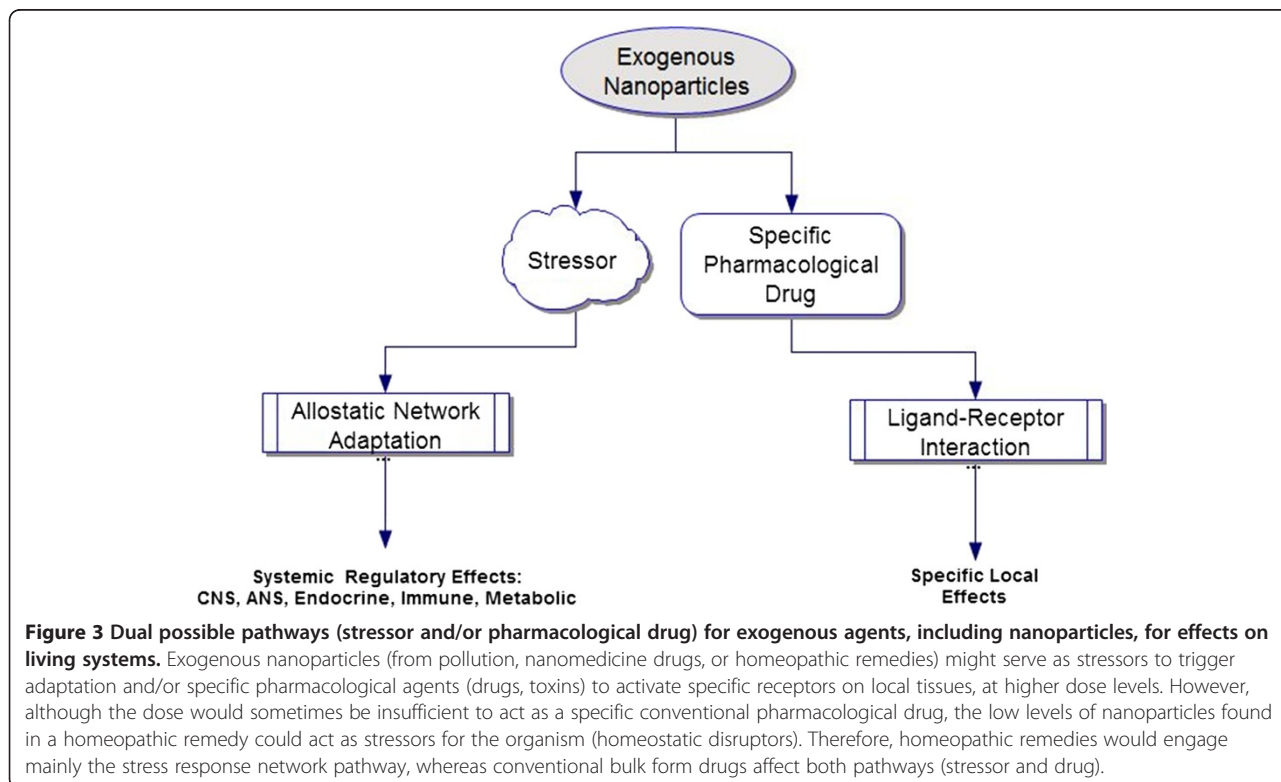 Exogenous
Nanoparticles
Stressor
Specific
Pharmacological
Drug
Allostatic Network
Adaptation
...
Ligand-Receptor
Interaction
...
Systemic Regulatory Effects:
CNS, ANS, Endocrine, Immune, Metabolic
Specific Local
Effects
Figure 3 Dual possible pathways (stressor and/or pharmacological drug) for exogenous agents, including nanoparticles, for effects on
living systems. Exogenous nanoparticles (from pollution, nanomedicine drugs, or homeopathic remedies) might serve as stressors to trigger
adaptation and/or specific pharmacological agents (drugs, toxins) to activate specific receptors on local tissues, at higher dose levels. However,
although the dose would sometimes be insufficient to act as a specific conventional pharmacological drug, the low levels of nanoparticles found
in a homeopathic remedy could act as stressors for the organism (homeostatic disruptors). Therefore, homeopathic remedies would engage
mainly the stress response network pathway, whereas conventional bulk form drugs affect both pathways (stressor and drug).